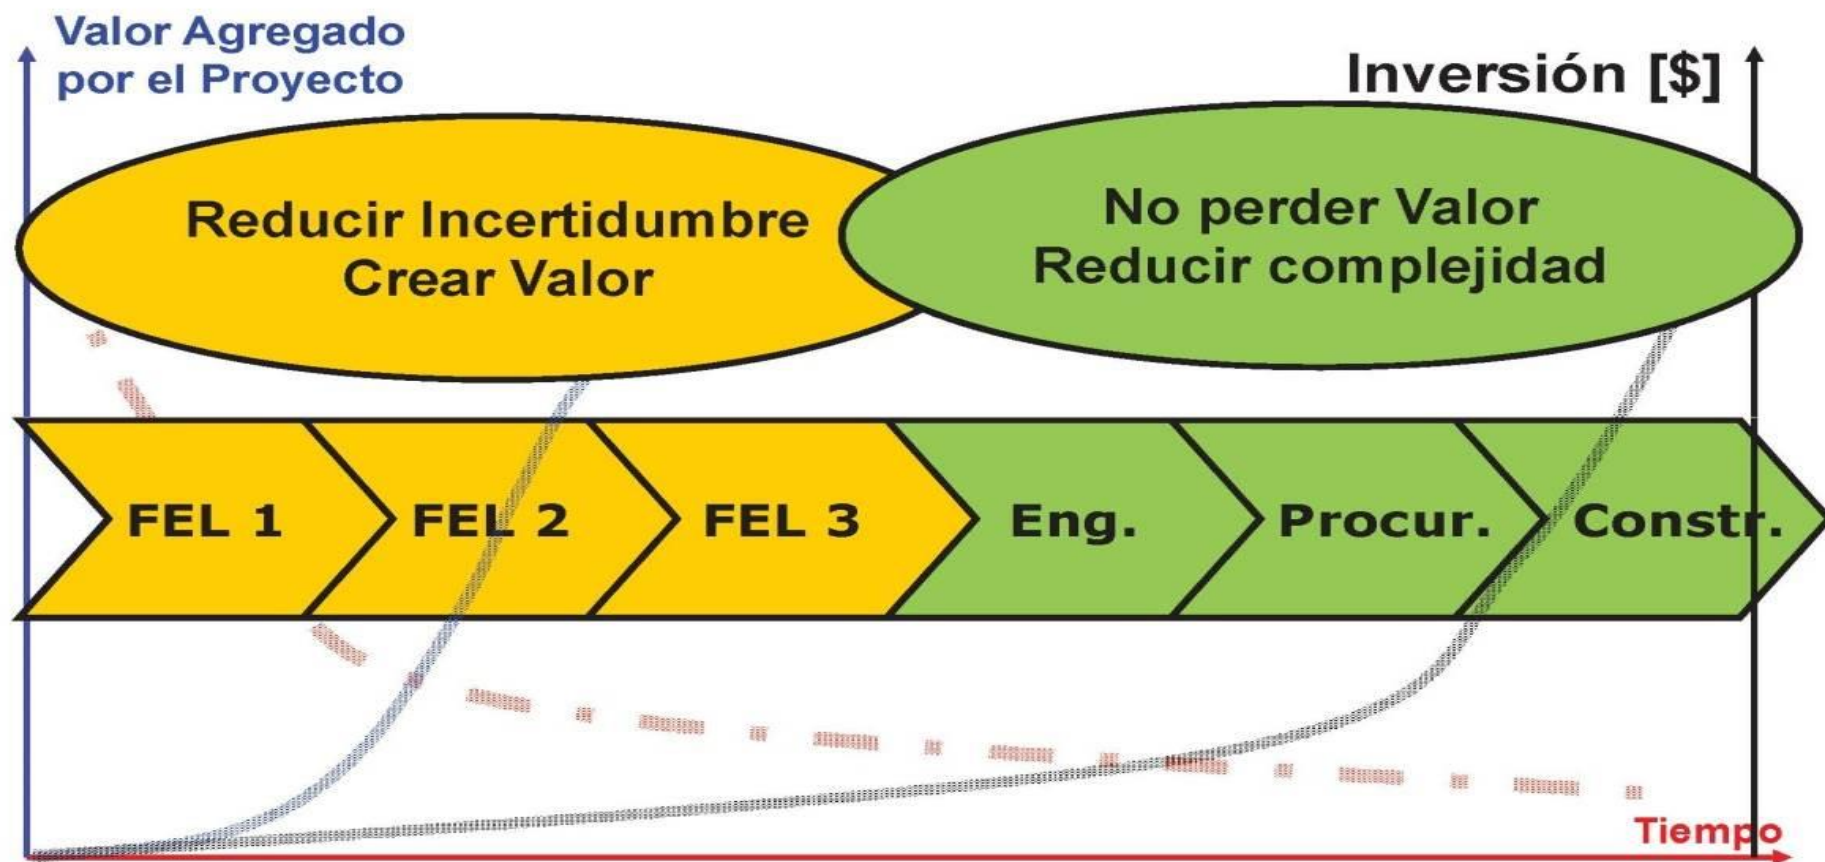 Valor Agregado
por el Proyecto
Inversión [$]
Reducir Incertidumbre
Crear Valor
No perder Valor
Reducir complejidad
FEL 1
FEL 2
FEL 3
Eng.
Procur.
Constr.
Tiempo